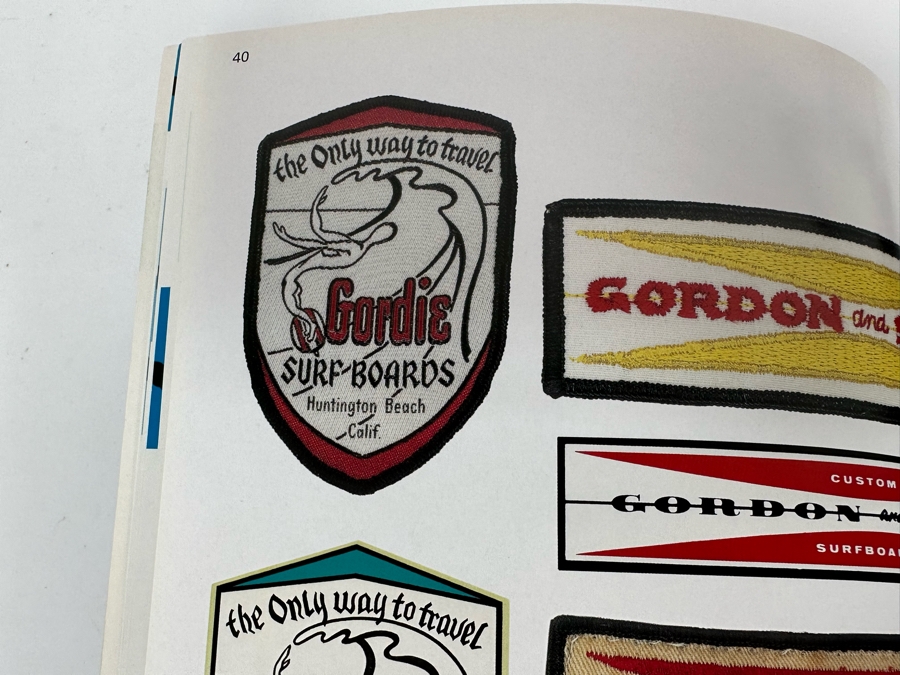 40
the Only way to travel
Gordie
SURF-BOARDS
Huntington Beach
Calif.
GORDON and
CUSTOM
GORDON
SURFBOA
the Only way to travel